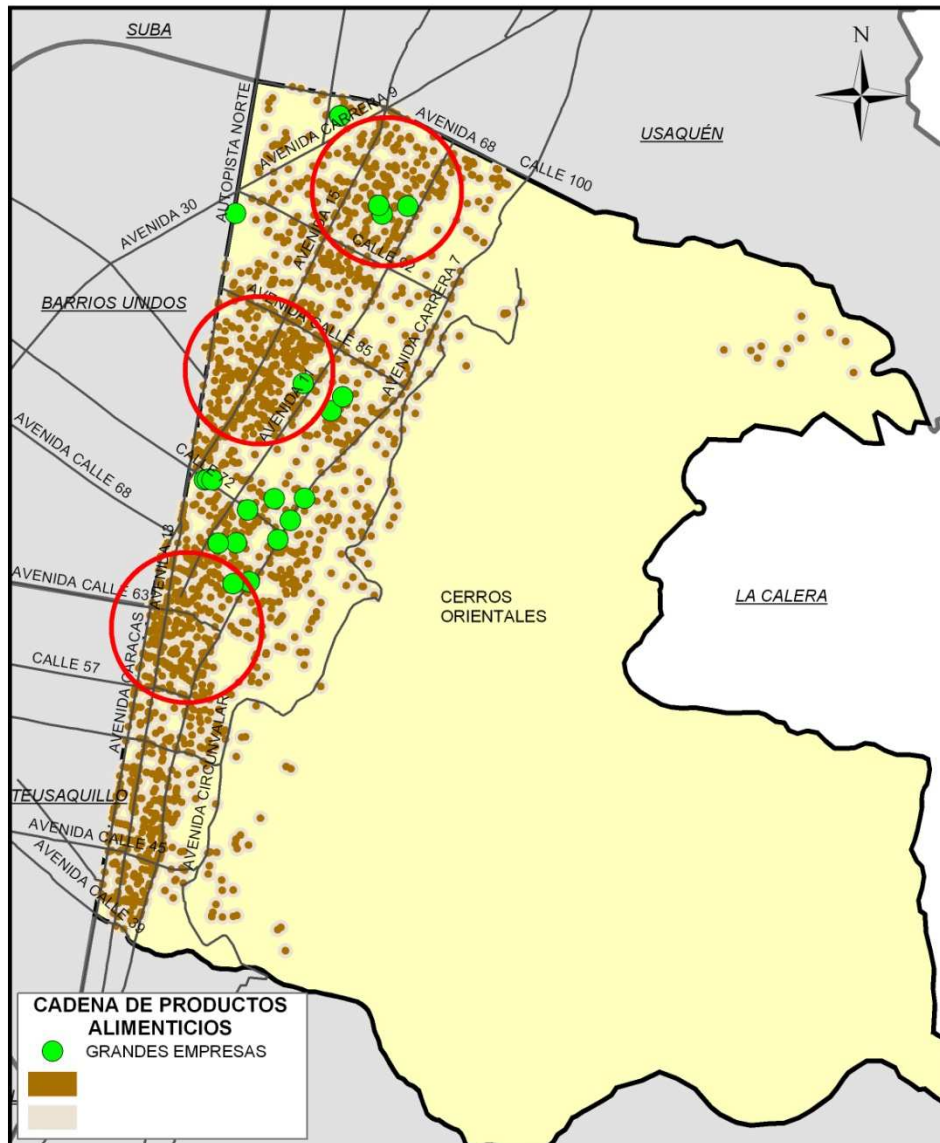 SUBA
N
AUTOPISTA NORTE
AVENIDA CARRERA 9
AVENIDA 68
CALLE 100
USAQUÉN
AVENIDA 30
AVENIDA 15
CALLE 92
BARRIOS UNIDOS
AVENIDA CALLE 85
AVENIDA CARRERA 7
AVENIDA 11
CALLE 72
AVENIDA CALLE 68
AVENIDA 13
AVENIDA CALLE 63
CERROS
ORIENTALES
LA CALERA
CALLE 57
AVENIDA CARACAS
AVENIDA CIRCUNVALAR
TEUSAQUILLO
AVENIDA CALLE 45
AVENIDA CALLE 39
CADENA DE PRODUCTOS
ALIMENTICIOS
GRANDES EMPRESAS